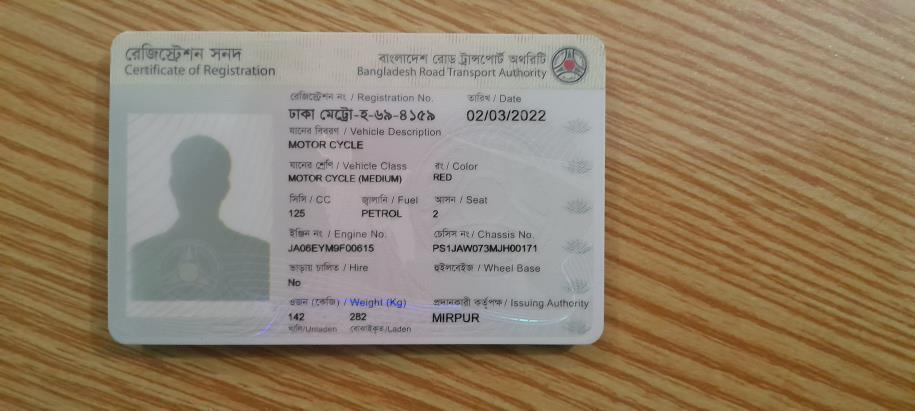 রেজিস্ট্রেশন সনদ
Certificate of Registration
বাংলাদেশ রোড ট্রান্সপোর্ট অথরিটি
Bangladesh Road Transport Authority
রেজিস্ট্রেশন নং / Registration No. তারিখ / Date
ঢাকা মেট্রো-হ-৬৯-৪১৫৯ 02/03/2022
যানের বিবরণ / Vehicle Description
MOTOR CYCLE
যানের শ্রেণি / Vehicle Class রং / Color
MOTOR CYCLE (MEDIUM) RED
সিসি / CC জ্বালানি / Fuel আসন / Seat
125 PETROL 2
ইঞ্জিন নং / Engine No. চেসিস নং / Chassis No.
JA06EYM9F00615 PS1JAW073MJH00171
ভাড়ায় চালিত / Hire হুইলবেইজ / Wheel Base
No
ওজন (কেজি) / Weight (Kg) প্রদানকারী কর্তৃপক্ষ / Issuing Authority
142 282 MIRPUR
খালি/Unladen বোঝাইকৃত/Laden